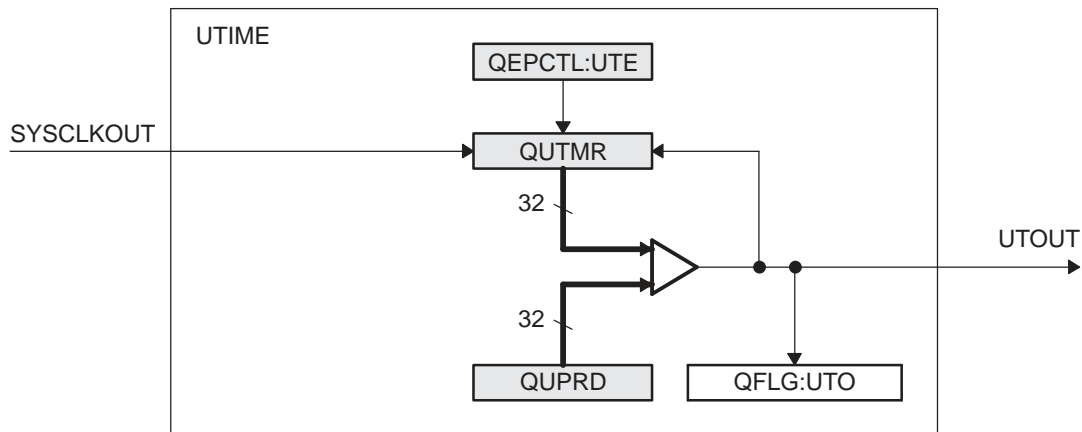 UTIME
QEPCTL:UTE
SYSCLKOUT
QUTMR
32
UTOUT
32
QUPRD
QFLG:UTO